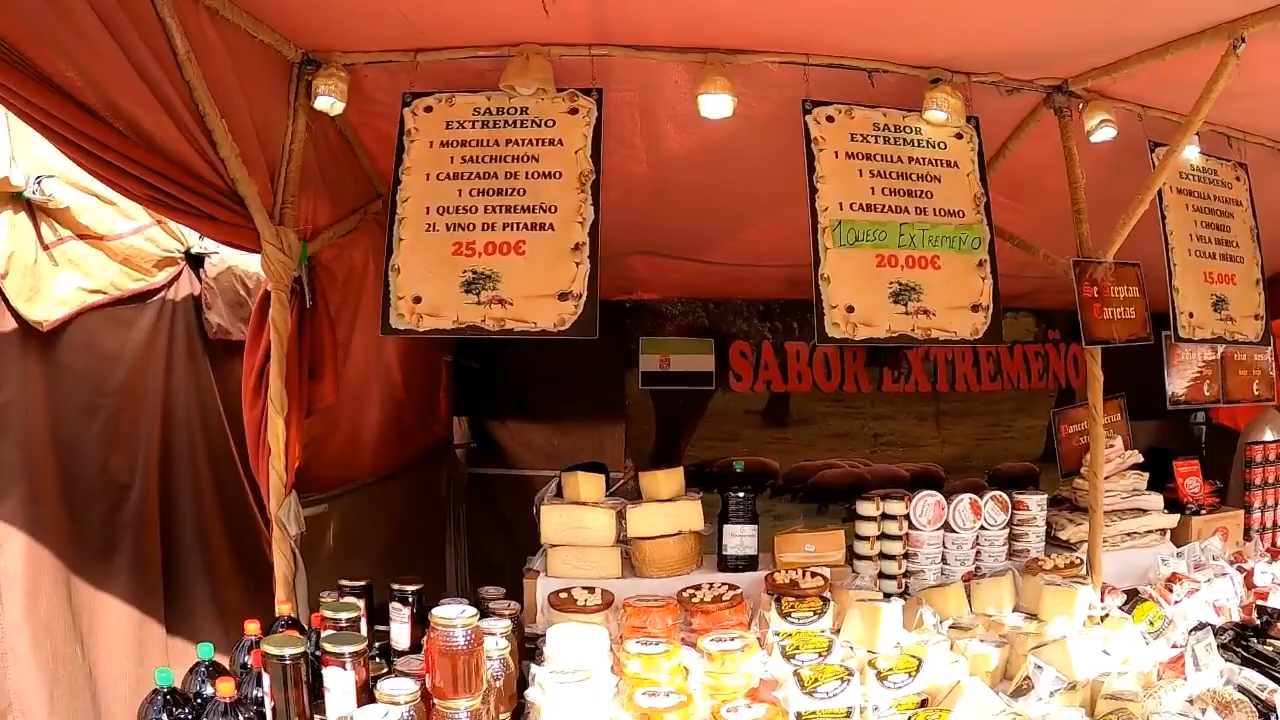 SABOR
EXTREMEÑO
1 MORCILLA PATATERA
1 SALCHICHÓN
1 CABEZADA DE LOMO
1 CHORIZO
1 QUESO EXTREMEÑO
2l. VINO DE PITARRA
25,00€
SABOR
EXTREMEÑO
1 MORCILLA PATATERA
1 SALCHICHÓN
1 CHORIZO
1 CABEZADA DE LOMO
1 QUESO EXTREMEÑO
20,00€
SABOR
EXTREMEÑO
1 MORCILLA PATATERA
1 SALCHICHÓN
1 CHORIZO
1 VELA IBÉRICA
1 CULAR IBÉRICO
15,00€
Se Aceptan
Tarjetas
SABOR EXTREMEÑO
€
€